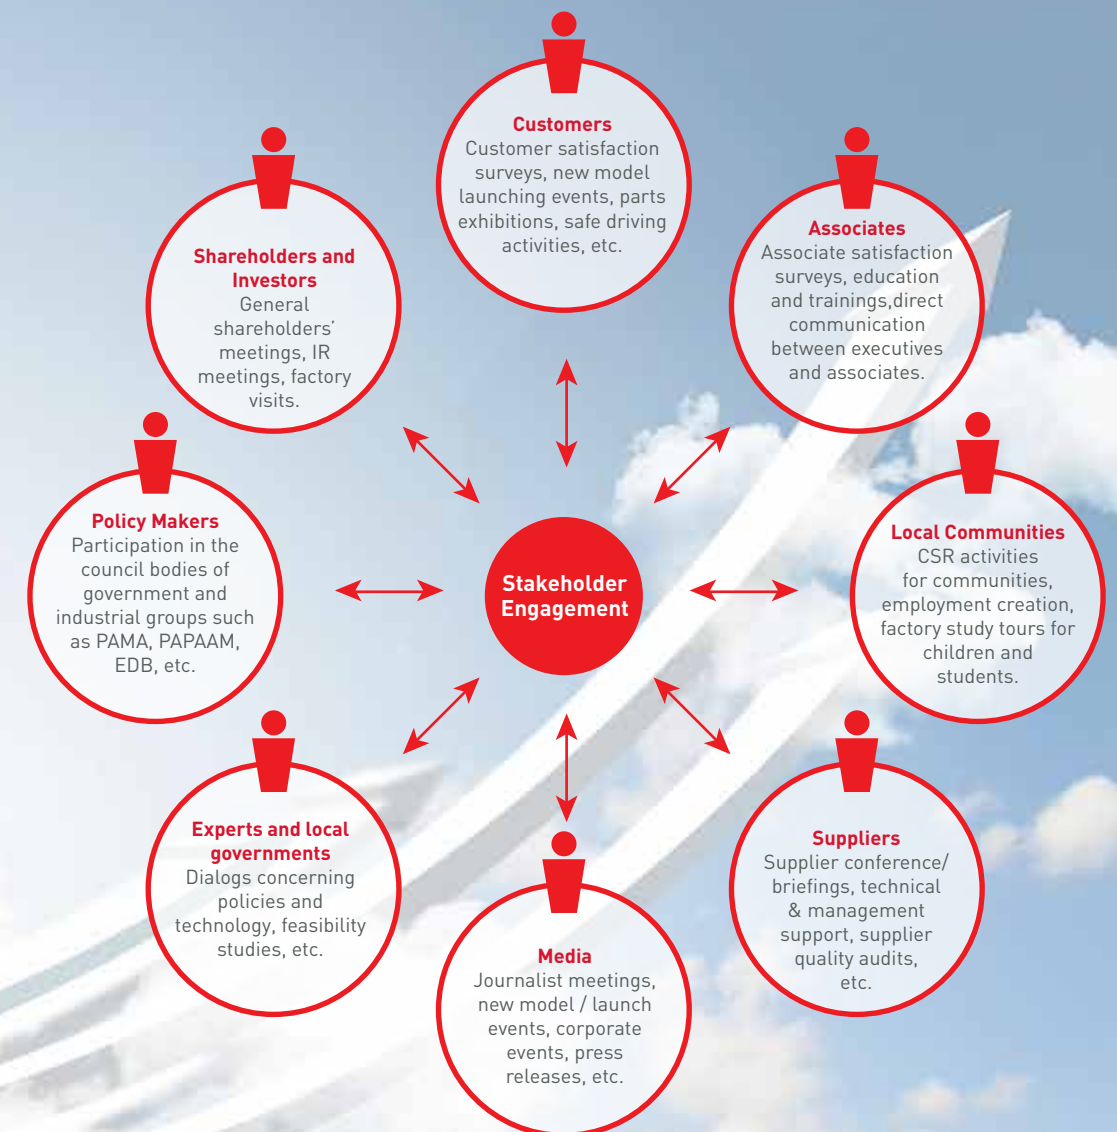 Customers
Customer satisfaction
surveys, new model
launching events, parts
exhibitions, safe driving
activities, etc.
Associates
Associate satisfaction
surveys, education
and trainings,direct
communication
between executives
and associates.
Local Communities
CSR activities
for communities,
employment creation,
factory study tours for
children and
students.
Suppliers
Supplier conference/
briefings, technical
& management
support, supplier
quality audits,
etc.
Media
Journalist meetings,
new model / launch
events, corporate
events, press
releases, etc.
Experts and local
governments
Dialogs concerning
policies and
technology, feasibility
studies, etc.
Policy Makers
Participation in the
council bodies of
government and
industrial groups such
as PAMA, PAPAAM,
EDB, etc.
Shareholders and
Investors
General
shareholders’
meetings, IR
meetings, factory
visits.
Stakeholder
Engagement